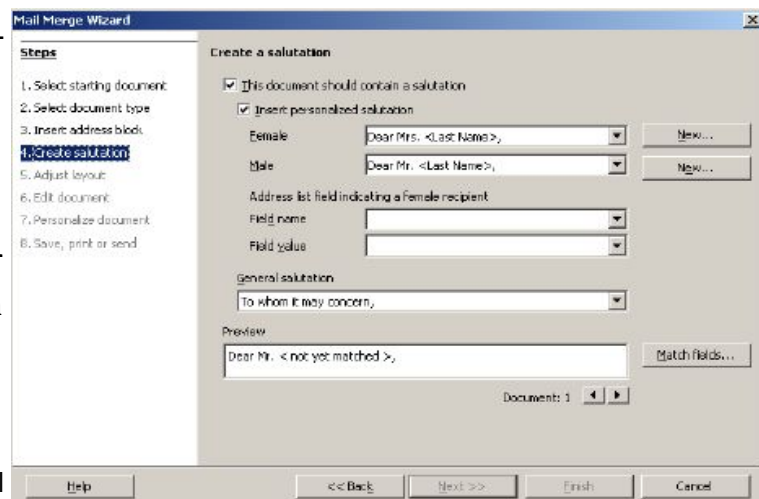 Mail Merge Wizard
Steps
1. Select starting document
2. Select document type
3. Insert address block
4. Create salutation
5. Adjust layout
6. Edit document
7. Personalize document
8. Save, print or send
Create a salutation
This document should contain a salutation
Insert personalized salutation
Female Dear Mrs. <Last Name>, New...
Male Dear Mr. <Last Name>, New...
Address list field indicating a female recipient
Field name
Field value
General salutation
To whom it may concern,
Preview
Dear Mr. < not yet matched >,
Match fields...
Document: 1
Help << Back Next >> Finish Cancel